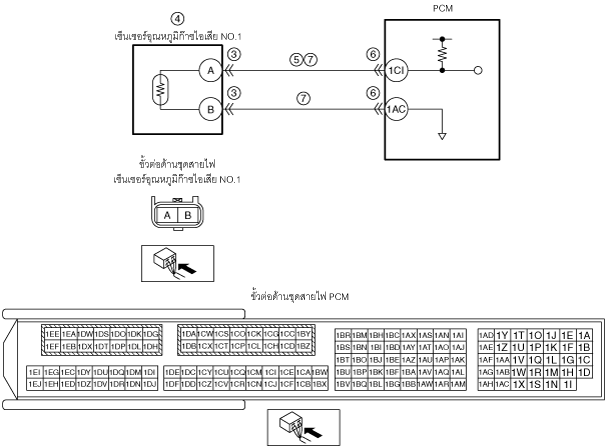 PCM
④
เซ็นเซอร์อุณหภูมิก๊าซไอเสีย NO.1
③ ⑤⑦ ⑥
A 1CI
③ ⑦ ⑥
B 1AC
ขั้วต่อด้านชุดสายไฟ
เซ็นเซอร์อุณหภูมิก๊าซไอเสีย NO.1
A B
ขั้วต่อด้านชุดสายไฟ PCM
1EE 1EA 1DW 1DS 1DO 1DK 1DG 1DA 1CW 1CS 1CO 1CK 1CG 1CC 1BY 1BR 1BM 1BH 1BC 1AX 1AS 1AN 1AI 1AD 1Y 1T 1O 1J 1E 1A
1EF 1EB 1DX 1DT 1DP 1DL 1DH 1DB 1CX 1CT 1CP 1CL 1CH 1CD 1BZ 1BS 1BN 1BI 1BD 1AY 1AT 1AO 1AJ 1AE 1Z 1U 1P 1K 1F 1B
1BT 1BO 1BJ 1BE 1AZ 1AU 1AP 1AK 1AF 1AA 1V 1Q 1L 1G 1C
1EI 1EG 1EC 1DY 1DU 1DQ 1DM 1DI 1DE 1DC 1CY 1CU 1CQ 1CM 1CI 1CE 1CA 1BW 1BU 1BP 1BK 1BF 1BA 1AV 1AQ 1AL 1AG 1AB 1W 1R 1M 1H 1D
1EJ 1EH 1ED 1DZ 1DV 1DR 1DN 1DJ 1DF 1DD 1CZ 1CV 1CR 1CN 1CJ 1CF 1CB 1BX 1BV 1BQ 1BL 1BG 1BB 1AW 1AR 1AM 1AH 1AC 1X 1S 1N 1I